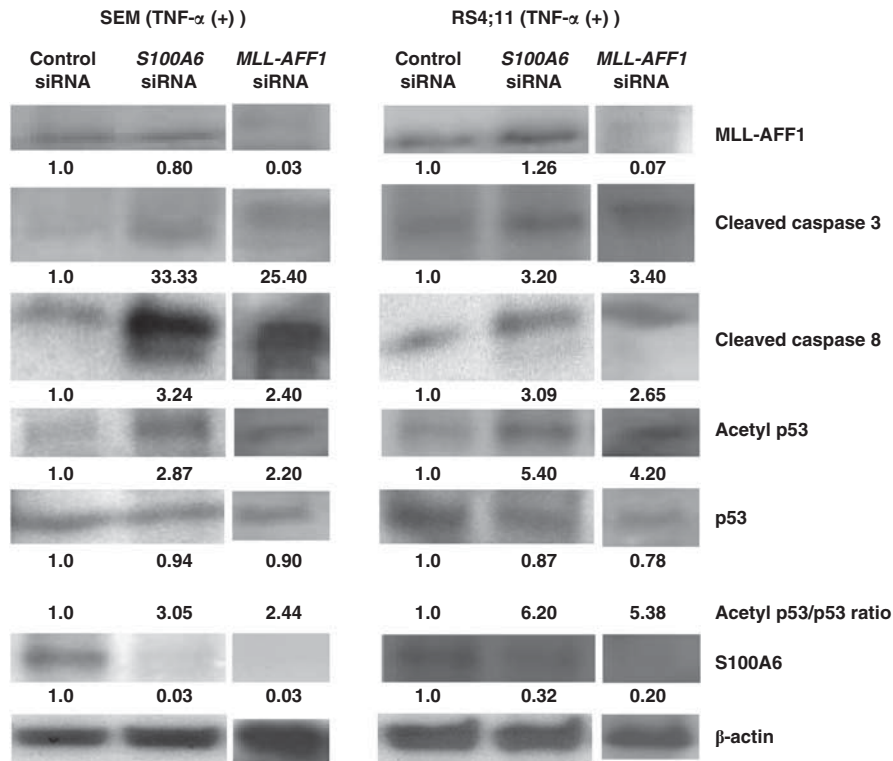 SEM (TNF-α (+) ) RS4;11 (TNF-α (+) )
Control siRNA S100A6 siRNA MLL-AFF1 siRNA Control siRNA S100A6 siRNA MLL-AFF1 siRNA
MLL-AFF1
1.0 0.80 0.03 1.0 1.26 0.07
Cleaved caspase 3
1.0 33.33 25.40 1.0 3.20 3.40
Cleaved caspase 8
1.0 3.24 2.40 1.0 3.09 2.65
Acetyl p53
1.0 2.87 2.20 1.0 5.40 4.20
p53
1.0 0.94 0.90 1.0 0.87 0.78
1.0 3.05 2.44 1.0 6.20 5.38 Acetyl p53/p53 ratio
S100A6
1.0 0.03 0.03 1.0 0.32 0.20
β-actin